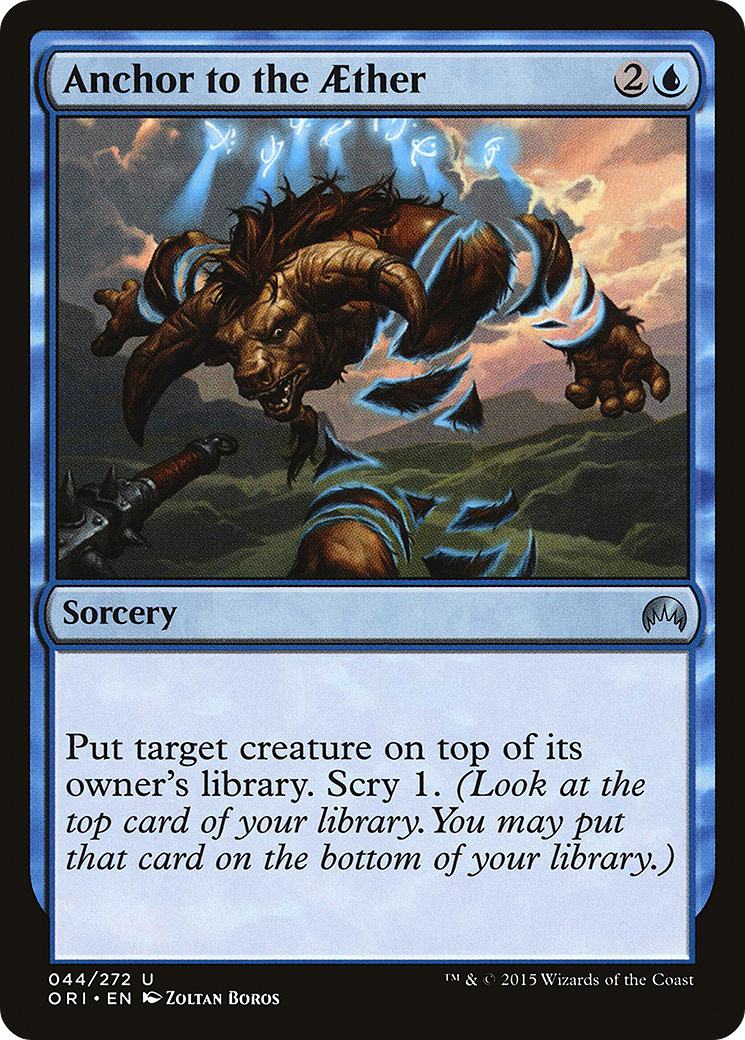 Anchor to the Æther 2
Sorcery
Put target creature on top of its
owner's library. Scry 1. (Look at the
top card of your library. You may put
that card on the bottom of your library.)
044/272 U
ORI • EN Zoltan Boros
™ & © 2015 Wizards of the Coast